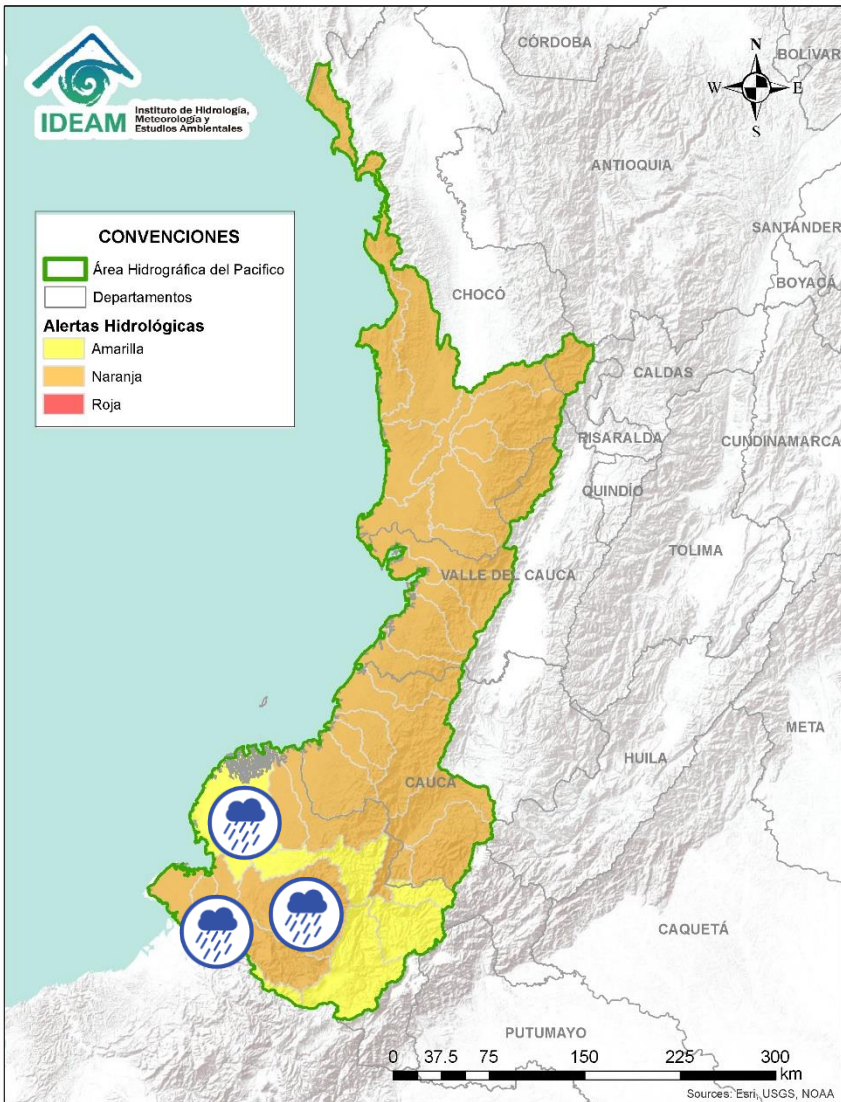 IDEAM
Instituto de Hidrología,
Meteorología y
Estudios Ambientales
CÓRDOBA
BOLÍVAR
N
W
E
S
ANTIOQUIA
SANTANDER
BOYACÁ
CONVENCIONES
Área Hidrográfica del Pacifico
Departamentos
Alertas Hidrológicas
Amarilla
Naranja
Roja
CHOCÓ
CALDAS
RISARALDA
CUNDINAMARCA
QUINDÍO
TOLIMA
VALLE DEL CAUCA
META
HUILA
CAUCA
CAQUETÁ
PUTUMAYO
0 37.5 75 150 225 300
km
Sources: Esri, USGS, NOAA